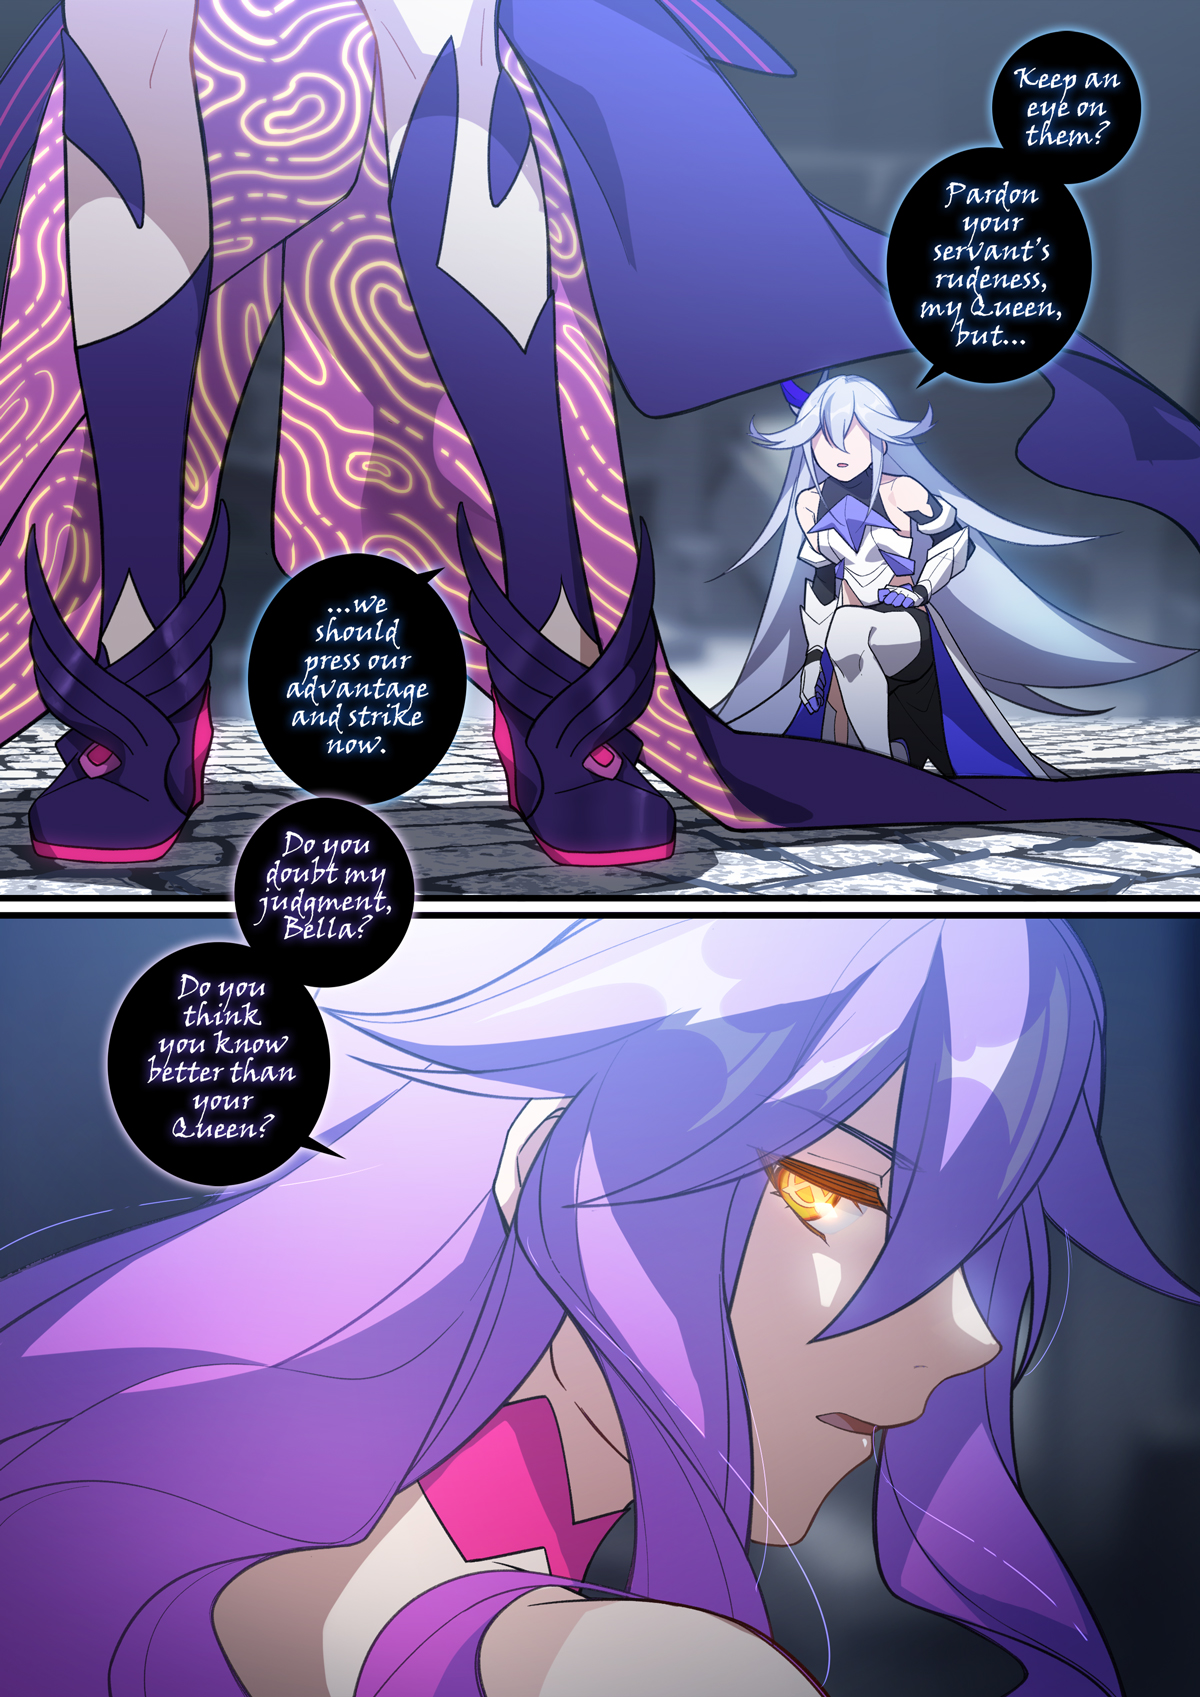 Keep an
eye on
them?
Pardon
your
servant's
rudeness,
my Queen,
but...
...we
should
press our
advantage
and strike
now.
Do you
doubt my
judgment,
Bella?
Do you
think
you know
better than
your
Queen?